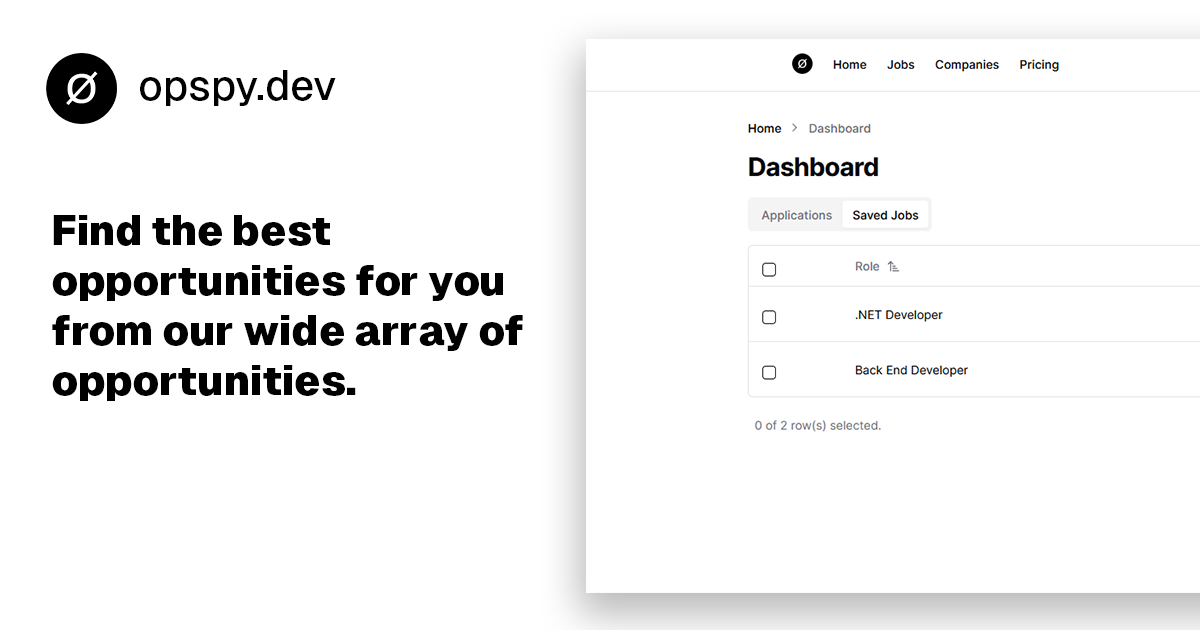 Ø opspy.dev
Find the best
opportunities for you
from our wide array of
opportunities.
Ø Home Jobs Companies Pricing
Home > Dashboard
Dashboard
Applications Saved Jobs
Role
.NET Developer
Back End Developer
0 of 2 row(s) selected.